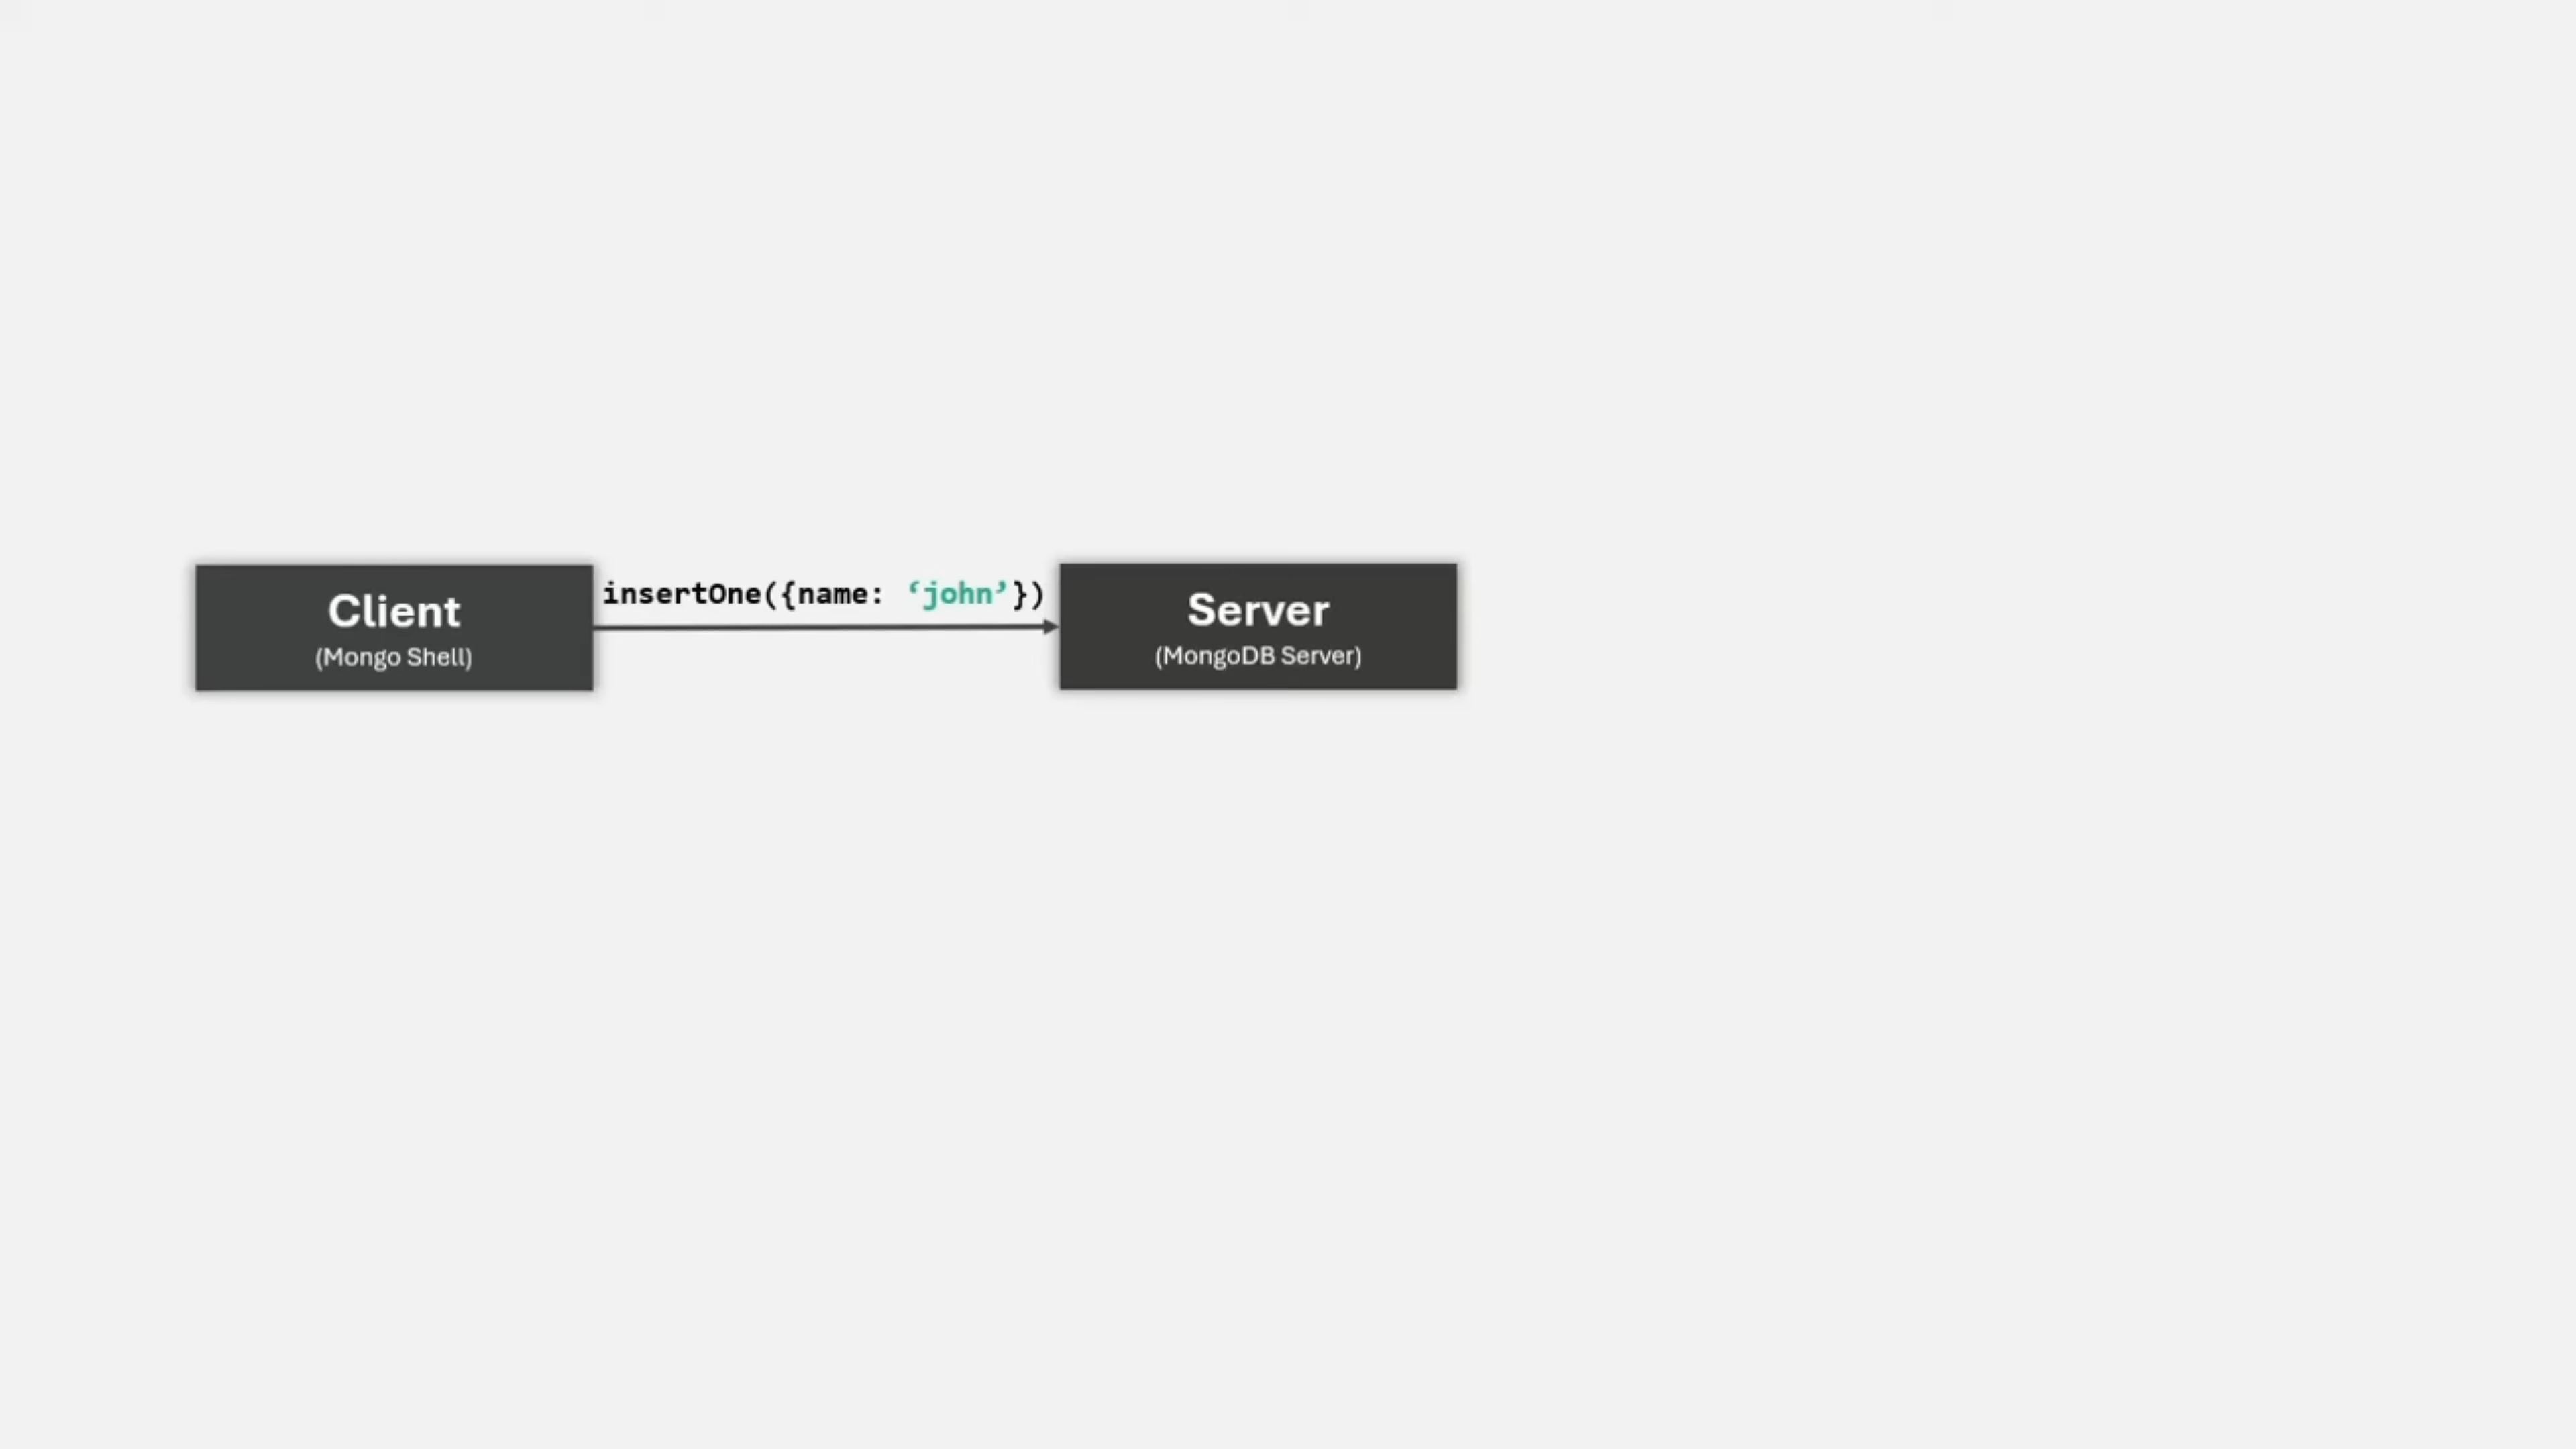 Client
(Mongo Shell)
insertOne({name: ‘john’})
Server
(MongoDB Server)